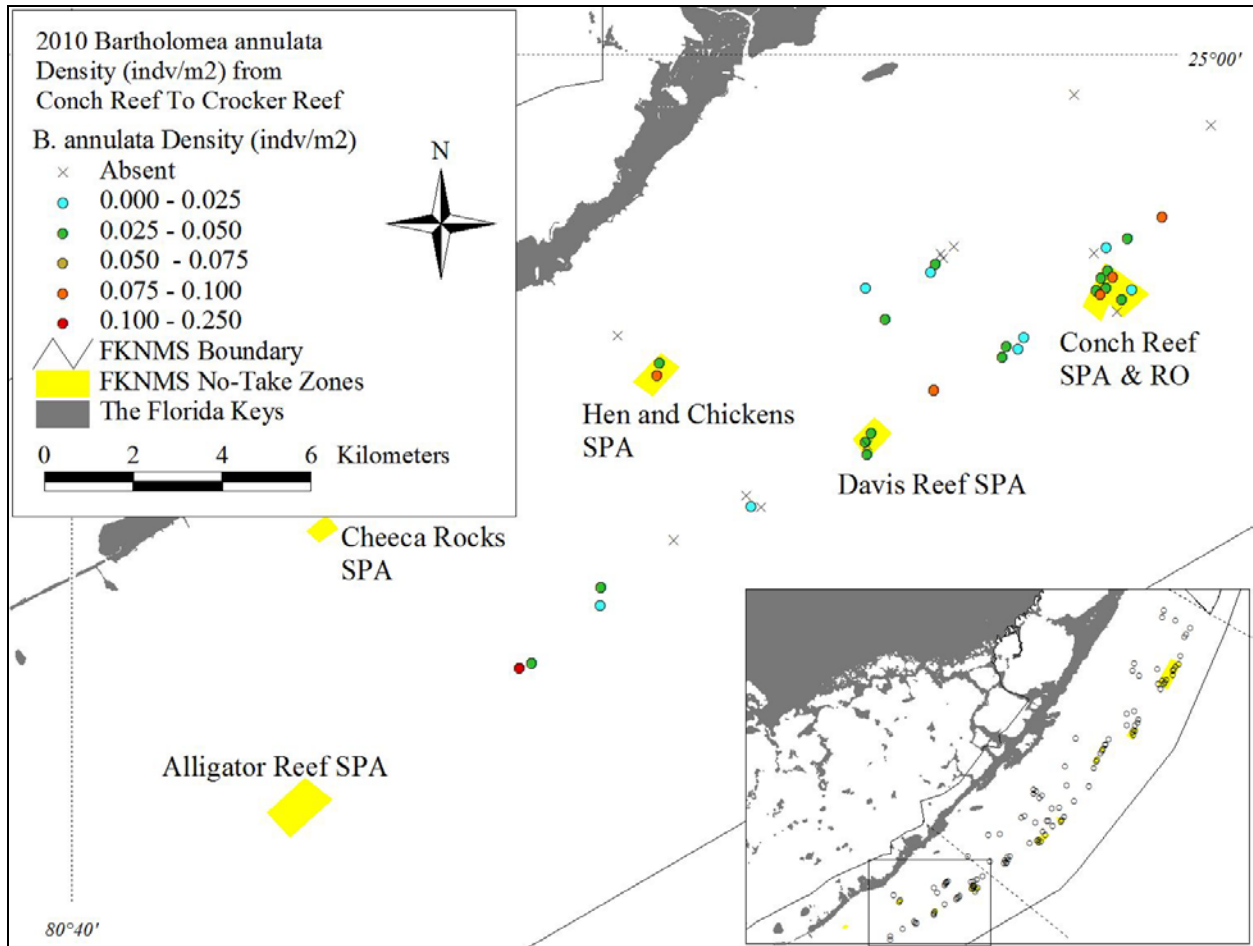 2010 Bartholomea annulata
Density (indv/m2) from
Conch Reef To Crocker Reef
B. annulata Density (indv/m2)
Absent
0.000 - 0.025
0.025 - 0.050
0.050 - 0.075
0.075 - 0.100
0.100 - 0.250
FKNMS Boundary
FKNMS No-Take Zones
The Florida Keys
0 2 4 6 Kilometers
N
25°00'
Conch Reef
SPA & RO
Hen and Chickens
SPA
Davis Reef SPA
Cheeca Rocks
SPA
Alligator Reef SPA
80°40'